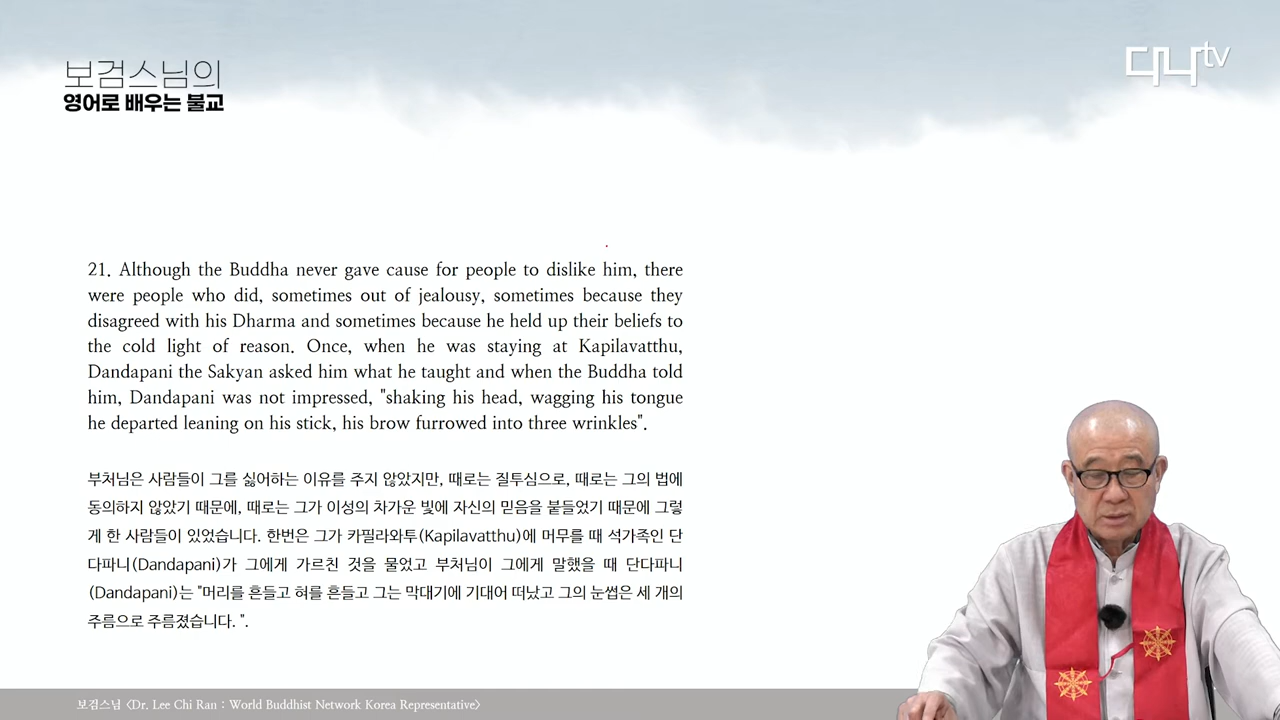 보검스님의
영어로 배우는 불교
다나tv
21. Although the Buddha never gave cause for people to dislike him, there
were people who did, sometimes out of jealousy, sometimes because they
disagreed with his Dharma and sometimes because he held up their beliefs to
the cold light of reason. Once, when he was staying at Kapilavatthu,
Dandapani the Sakyan asked him what he taught and when the Buddha told
him, Dandapani was not impressed, "shaking his head, wagging his tongue
he departed leaning on his stick, his brow furrowed into three wrinkles".
부처님은 사람들이 그를 싫어하는 이유를 주지 않았지만, 때로는 질투심으로, 때로는 그의 법에
동의하지 않았기 때문에, 때로는 그가 이성의 차가운 빛에 자신의 믿음을 붙들었기 때문에 그렇
게 한 사람들이 있었습니다. 한번은 그가 카필라와투(Kapilavatthu)에 머무를 때 석가족인 단
다파니(Dandapani)가 그에게 가르친 것을 물었고 부처님이 그에게 말했을 때 단다파니
(Dandapani)는 "머리를 흔들고 혀를 흔들고 그는 막대기에 기대어 떠났고 그의 눈썹은 세 개의
주름으로 주름졌습니다. ".
보검스님 <Dr. Lee Chi Ran : World Buddhist Network Korea Representative>